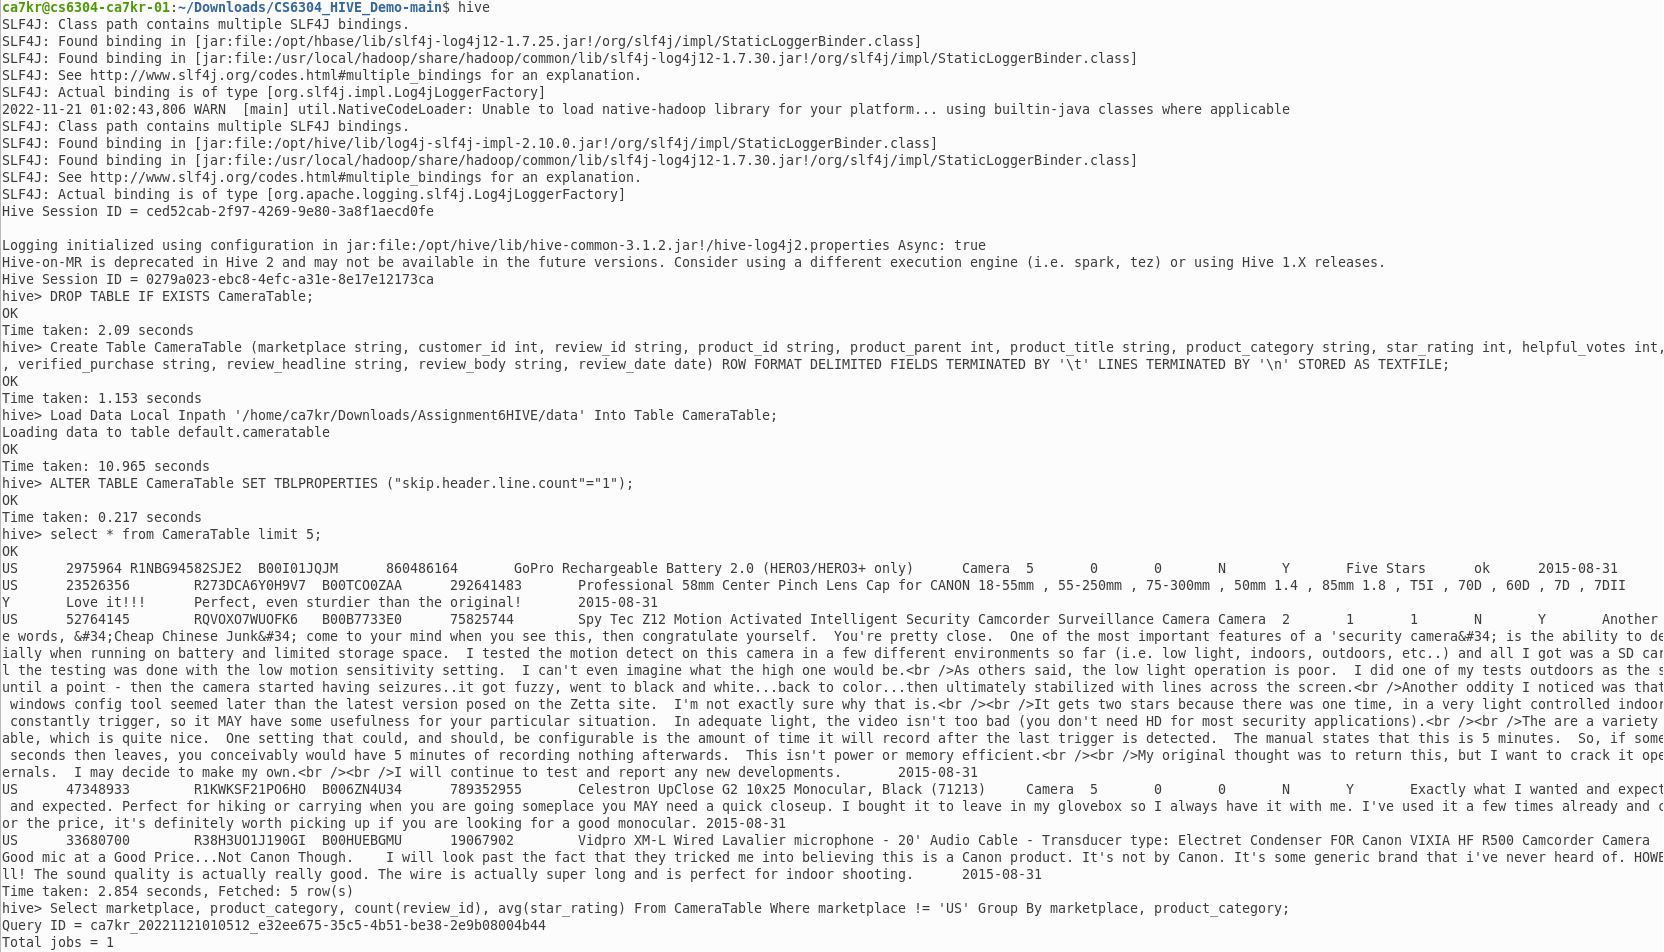 ca7kr@cs6304-ca7kr-01:~/Downloads/CS6304_HIVE_Demo-main$ hive
SLF4J: Class path contains multiple SLF4J bindings.
SLF4J: Found binding in [jar:file:/opt/hbase/lib/slf4j-log4j12-1.7.25.jar!/org/slf4j/impl/StaticLoggerBinder.class]
SLF4J: Found binding in [jar:file:/usr/local/hadoop/share/hadoop/common/lib/slf4j-log4j12-1.7.30.jar!/org/slf4j/impl/StaticLoggerBinder.class]
SLF4J: See http://www.slf4j.org/codes.html#multiple_bindings for an explanation.
SLF4J: Actual binding is of type [org.slf4j.impl.Log4jLoggerFactory]
2022-11-21 01:02:43,806 WARN  [main] util.NativeCodeLoader: Unable to load native-hadoop library for your platform... using builtin-java classes where applicable
SLF4J: Class path contains multiple SLF4J bindings.
SLF4J: Found binding in [jar:file:/opt/hive/lib/log4j-slf4j-impl-2.10.0.jar!/org/slf4j/impl/StaticLoggerBinder.class]
SLF4J: Found binding in [jar:file:/usr/local/hadoop/share/hadoop/common/lib/slf4j-log4j12-1.7.30.jar!/org/slf4j/impl/StaticLoggerBinder.class]
SLF4J: See http://www.slf4j.org/codes.html#multiple_bindings for an explanation.
SLF4J: Actual binding is of type [org.apache.logging.slf4j.Log4jLoggerFactory]
Hive Session ID = ced52cab-2f97-4269-9e80-3a8f1aecd0fe
Logging initialized using configuration in jar:file:/opt/hive/lib/hive-common-3.1.2.jar!/hive-log4j2.properties Async: true
Hive-on-MR is deprecated in Hive 2 and may not be available in the future versions. Consider using a different execution engine (i.e. spark, tez) or using Hive 1.X releases.
Hive Session ID = 0279a023-ebc8-4efc-a31e-8e17e12173ca
hive> DROP TABLE IF EXISTS CameraTable;
OK
Time taken: 2.09 seconds
hive> Create Table CameraTable (marketplace string, customer_id int, review_id string, product_id string, product_parent int, product_title string, product_category string, star_rating int, helpful_votes int,
, verified_purchase string, review_headline string, review_body string, review_date date) ROW FORMAT DELIMITED FIELDS TERMINATED BY '\t' LINES TERMINATED BY '\n' STORED AS TEXTFILE;
OK
Time taken: 1.153 seconds
hive> Load Data Local Inpath '/home/ca7kr/Downloads/Assignment6HIVE/data' Into Table CameraTable;
Loading data to table default.cameratable
OK
Time taken: 10.965 seconds
hive> ALTER TABLE CameraTable SET TBLPROPERTIES ("skip.header.line.count"="1");
OK
Time taken: 0.217 seconds
hive> select * from CameraTable limit 5;
OK
US	2975964	R1NBG94582SJE2	B00I01JQJM	860486164	GoPro Rechargeable Battery 2.0 (HERO3/HERO3+ only)	Camera	5	0	0	N	Y	Five Stars	ok	2015-08-31
US	23526356	R273DCA6Y0H9V7	B00TCO0ZAA	292641483	Professional 58mm Center Pinch Lens Cap for CANON 18-55mm , 55-250mm , 75-300mm , 50mm 1.4 , 85mm 1.8 , T5I , 70D , 60D , 7D , 7DII
Y	Love it!!!	Perfect, even sturdier than the original!	2015-08-31
US	52764145	RQVOXO7WUOFK6	B00B7733E0	75825744	Spy Tec Z12 Motion Activated Intelligent Security Camcorder Surveillance Camera	Camera	2	1	1	N	Y	Another
e words, &#34;Cheap Chinese Junk&#34; come to your mind when you see this, then congratulate yourself.  You're pretty close.  One of the most important features of a 'security camera&#34; is the ability to de
ially when running on battery and limited storage space.  I tested the motion detect on this camera in a few different environments so far (i.e. low light, indoors, outdoors, etc..) and all I got was a SD car
l the testing was done with the low motion sensitivity setting.  I can't even imagine what the high one would be.<br />As others said, the low light operation is poor.  I did one of my tests outdoors as the s
until a point - then the camera started having seizures..it got fuzzy, went to black and white...back to color...then ultimately stabilized with lines across the screen.<br />Another oddity I noticed was that
windows config tool seemed later than the latest version posed on the Zetta site.  I'm not exactly sure why that is.<br /><br />It gets two stars because there was one time, in a very light controlled indoor
constantly trigger, so it MAY have some usefulness for your particular situation.  In adequate light, the video isn't too bad (you don't need HD for most security applications).<br /><br />The are a variety
able, which is quite nice.  One setting that could, and should, be configurable is the amount of time it will record after the last trigger is detected.  The manual states that this is 5 minutes.  So, if some
seconds then leaves, you conceivably would have 5 minutes of recording nothing afterwards.  This isn't power or memory efficient.<br /><br />My original thought was to return this, but I want to crack it ope
ernals.  I may decide to make my own.<br /><br />I will continue to test and report any new developments.	2015-08-31
US	47348933	R1KWKSF21PO6HO	B006ZN4U34	789352955	Celestron UpClose G2 10x25 Monocular, Black (71213)	Camera	5	0	0	N	Y	Exactly what I wanted and expect
and expected. Perfect for hiking or carrying when you are going someplace you MAY need a quick closeup. I bought it to leave in my glovebox so I always have it with me. I've used it a few times already and c
or the price, it's definitely worth picking up if you are looking for a good monocular.	2015-08-31
US	33680700	R38H3UO1J190GI	B00HUEBGMU	19067902	Vidpro XM-L Wired Lavalier microphone - 20' Audio Cable - Transducer type: Electret Condenser FOR Canon VIXIA HF R500 Camcorder	Camera
Good mic at a Good Price...Not Canon Though.	I will look past the fact that they tricked me into believing this is a Canon product. It's not by Canon. It's some generic brand that i've never heard of. HOWE
ll! The sound quality is actually really good. The wire is actually super long and is perfect for indoor shooting.	2015-08-31
Time taken: 2.854 seconds, Fetched: 5 row(s)
hive> Select marketplace, product_category, count(review_id), avg(star_rating) From CameraTable Where marketplace != 'US' Group By marketplace, product_category;
Query ID = ca7kr_20221121010512_e32ee675-35c5-4b51-be38-2e9b08004b44
Total jobs = 1